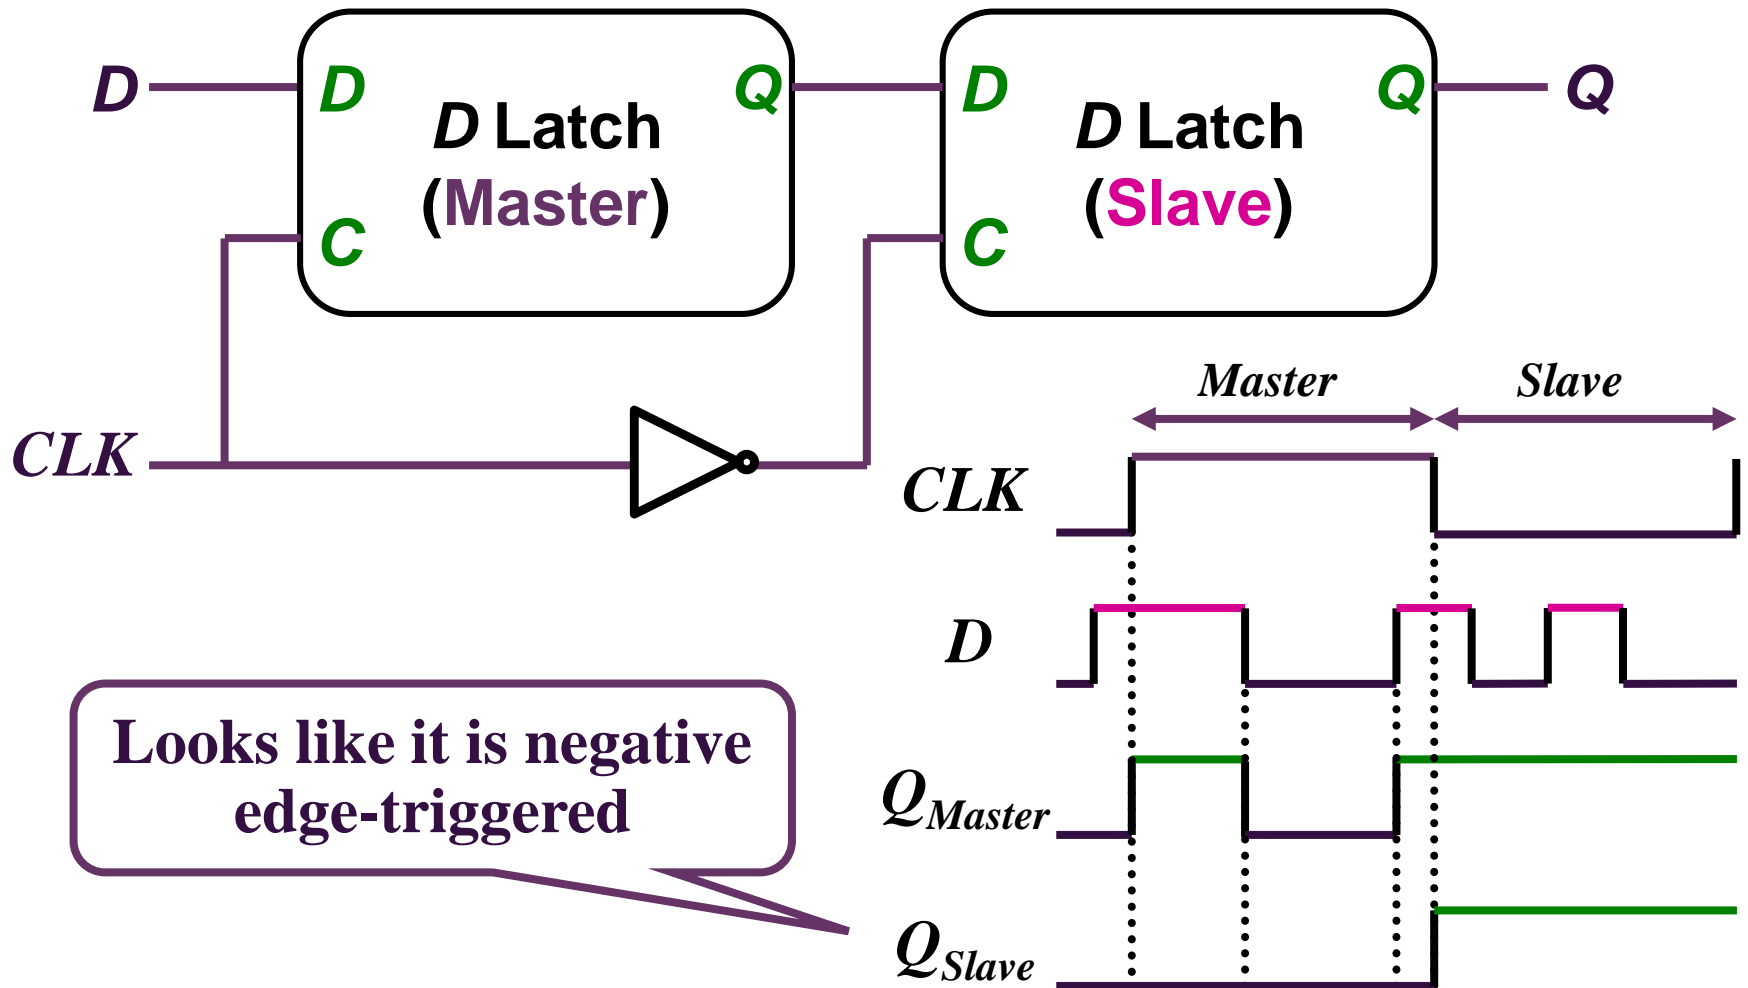 D D Q D Q Q
D Latch D Latch
(Master) (Slave)
C C
Master Slave
CLK
CLK
D
Looks like it is negative
edge-triggered
QMaster
QSlave